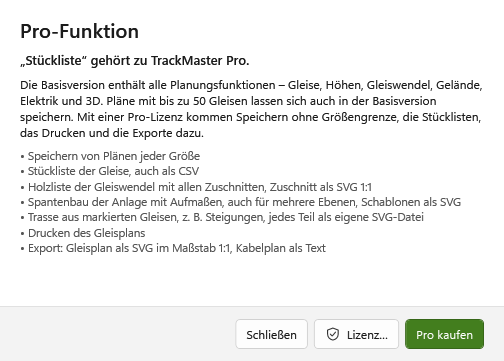 Pro-Funktion
„Stückliste“ gehört zu TrackMaster Pro.
Die Basisversion enthält alle Planungsfunktionen – Gleise, Höhen, Gleiswendel, Gelände,
Elektrik und 3D. Pläne mit bis zu 50 Gleisen lassen sich auch in der Basisversion
speichern. Mit einer Pro-Lizenz kommen Speichern ohne Größengrenze, die Stücklisten,
das Drucken und die Exporte dazu.
• Speichern von Plänen jeder Größe
• Stückliste der Gleise, auch als CSV
• Holzliste der Gleiswendel mit allen Zuschnitten, Zuschnitt als SVG 1:1
• Spantenbau der Anlage mit Aufmaßen, auch für mehrere Ebenen, Schablonen als SVG
• Trasse aus markierten Gleisen, z. B. Steigungen, jedes Teil als eigene SVG-Datei
• Drucken des Gleisplans
• Export: Gleisplan als SVG im Maßstab 1:1, Kabelplan als Text
Schließen
Lizenz...
Pro kaufen